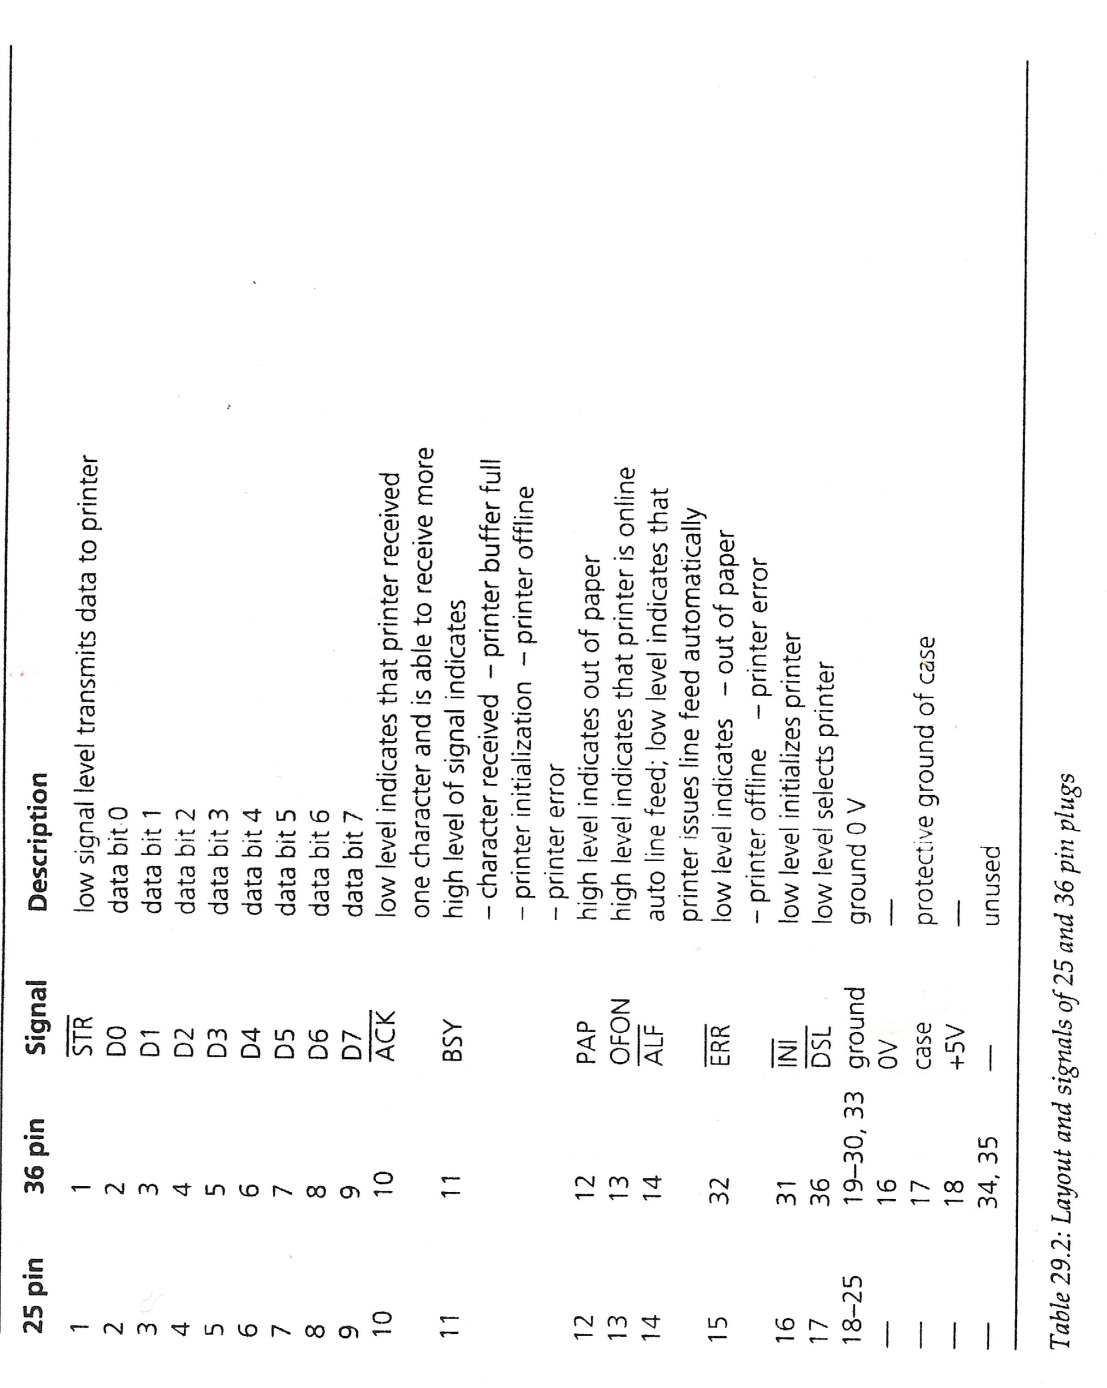 25 pin 36 pin Signal Description
1 1 S̅T̅R̅ low signal level transmits data to printer
2 2 D0 data bit 0
3 3 D1 data bit 1
4 4 D2 data bit 2
5 5 D3 data bit 3
6 6 D4 data bit 4
7 7 D5 data bit 5
8 8 D6 data bit 6
9 9 D7 data bit 7
10 10 A̅C̅K̅ low level indicates that printer received
one character and is able to receive more
11 11 BSY high level of signal indicates
– character received – printer buffer full
– printer initialization – printer offline
– printer error
12 12 PAP high level indicates out of paper
13 13 OFON high level indicates that printer is online
14 14 A̅L̅F̅ auto line feed; low level indicates that
printer issues line feed automatically
15 32 E̅R̅R̅ low level indicates – out of paper
– printer offline – printer error
16 31 I̅N̅I̅ low level initializes printer
17 36 D̅S̅L̅ low level selects printer
18–25 19–30, 33 ground ground 0 V
— 16 0V —
— 17 case protective ground of case
— 18 +5V —
— 34, 35 — unused
Table 29.2: Layout and signals of 25 and 36 pin plugs